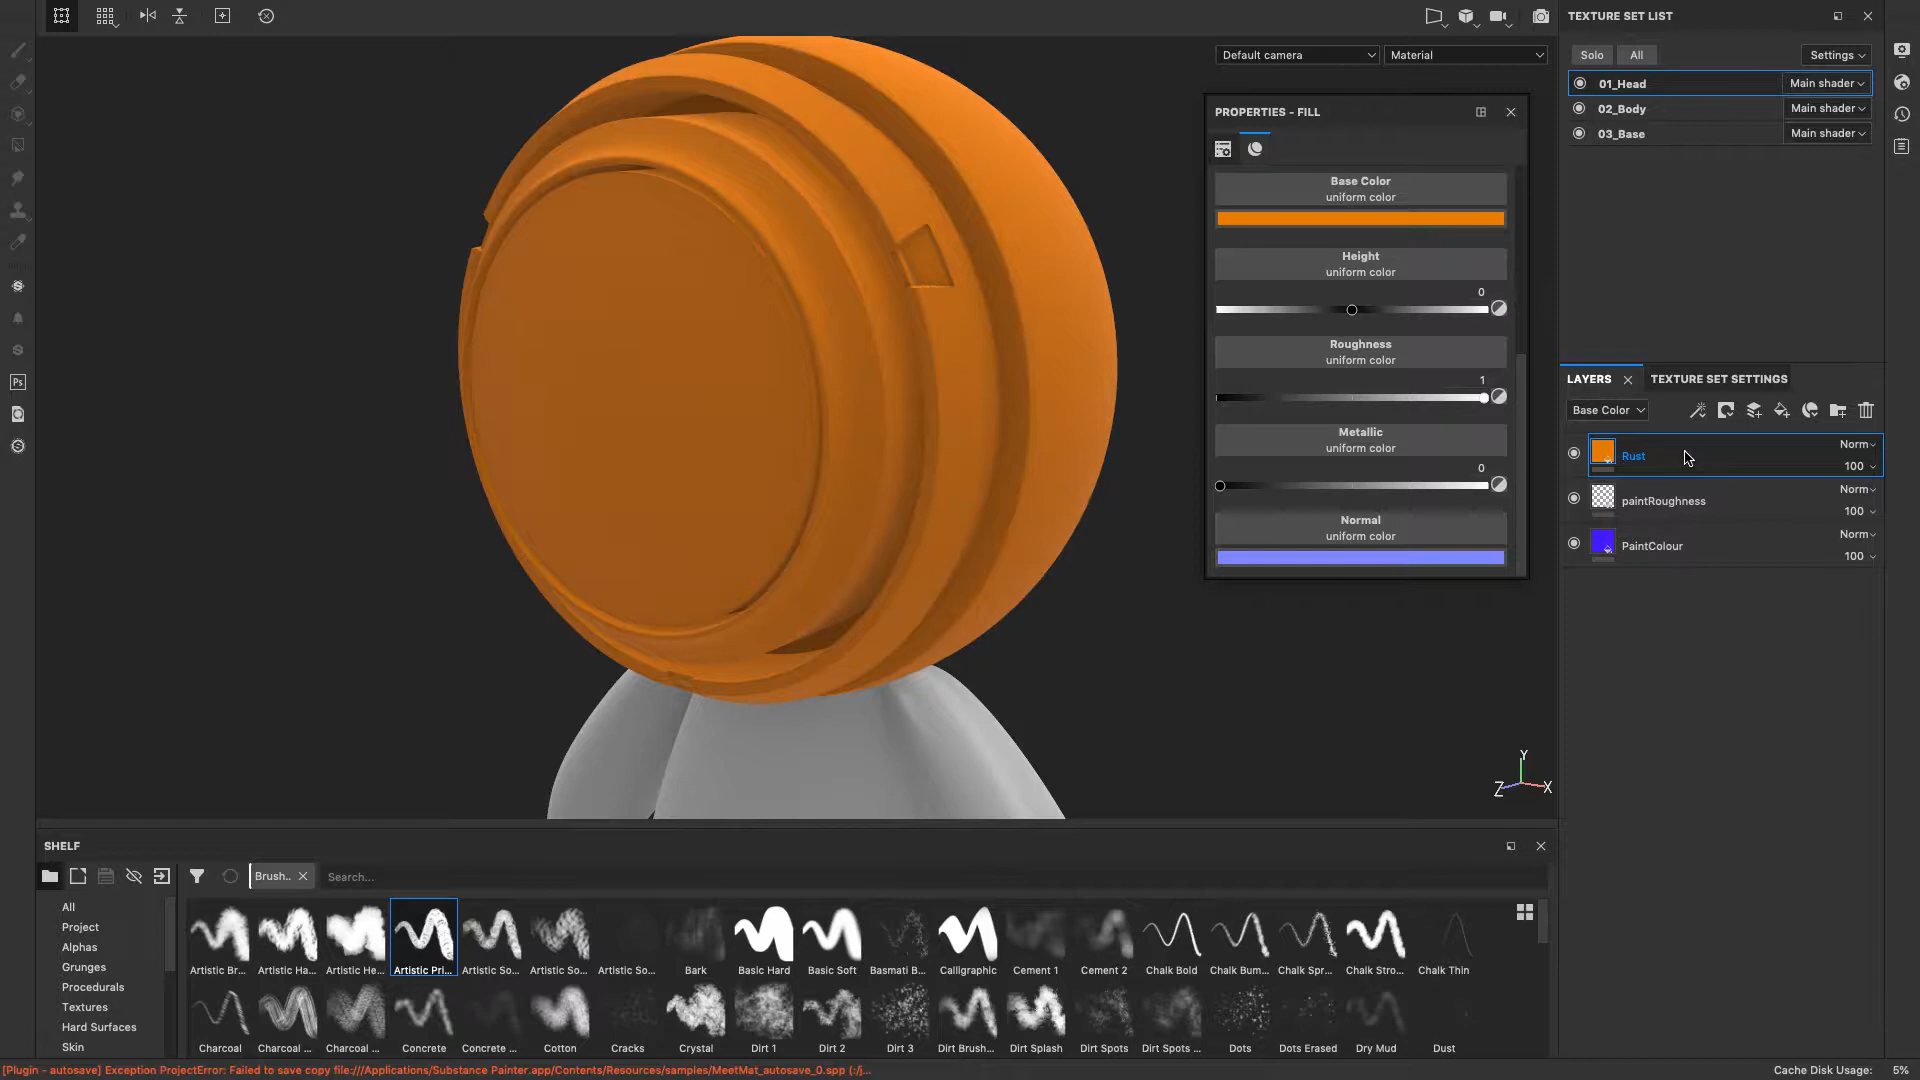 TEXTURE SET LIST
Default camera
Material
Solo
All
Settings
01_Head
Main shader
02_Body
Main shader
03_Base
Main shader
PROPERTIES - FILL
Base Color
uniform color
Height
uniform color
0
Roughness
uniform color
1
Metallic
uniform color
0
Normal
uniform color
LAYERS
TEXTURE SET SETTINGS
Base Color
Rust
Norm
100
paintRoughness
Norm
100
PaintColour
Norm
100
Ps
Y
Z
X
SHELF
Brush..
Search...
All
Project
Alphas
Grunges
Procedurals
Textures
Hard Surfaces
Skin
Artistic Br...
Artistic Ha...
Artistic He...
Artistic Pri...
Artistic So...
Artistic So...
Artistic So...
Bark
Basic Hard
Basic Soft
Basmati B...
Calligraphic
Cement 1
Cement 2
Chalk Bold
Chalk Bum...
Chalk Spr...
Chalk Stro...
Chalk Thin
Charcoal
Charcoal ...
Charcoal ...
Concrete
Concrete ...
Cotton
Cracks
Crystal
Dirt 1
Dirt 2
Dirt 3
Dirt Brush...
Dirt Splash
Dirt Spots
Dirt Spots ...
Dots
Dots Erased
Dry Mud
Dust
[Plugin - autosave] Exception ProjectError: Failed to save copy file:///Applications/Substance Painter.app/Contents/Resources/samples/MeetMat_autosave_0.spp (:/j...
Cache Disk Usage: 5%